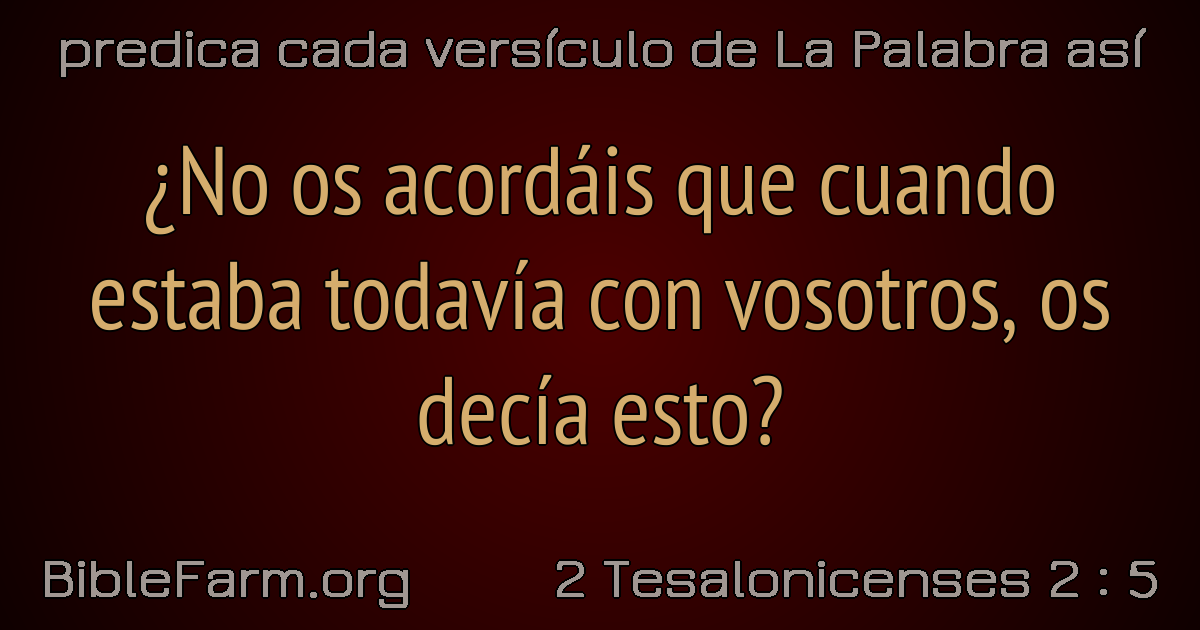 predica cada versículo de La Palabra así
¿No os acordáis que cuando
estaba todavía con vosotros, os
decía esto?
BibleFarm.org
2 Tesalonicenses 2 : 5